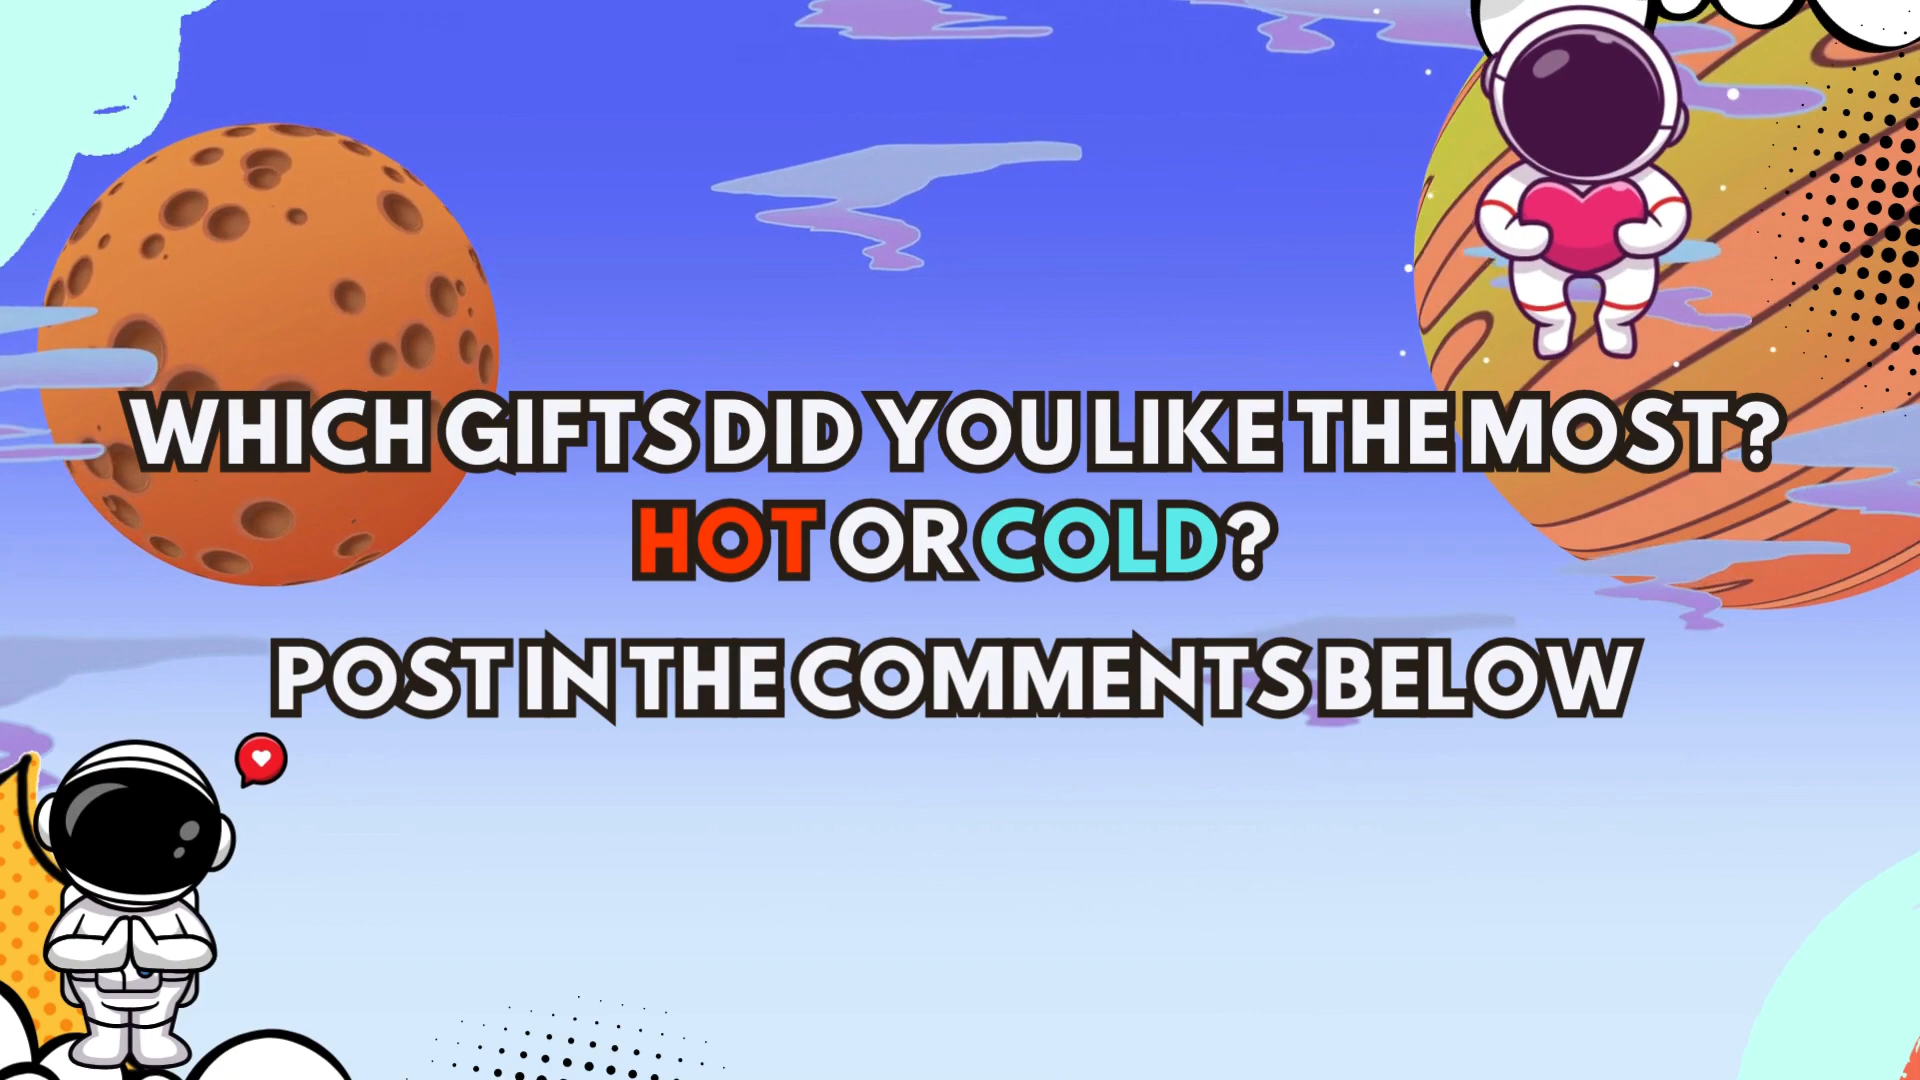 WHICH GIFTS DID YOU LIKE THE MOST?
HOT OR COLD?
POST IN THE COMMENTS BELOW